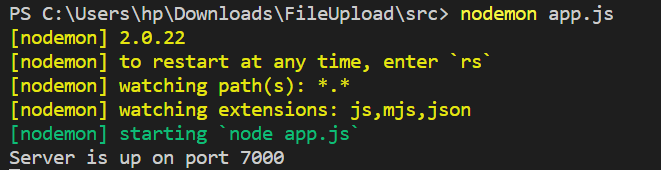 PS C:\Users\hp\Downloads\FileUpload\src> nodemon app.js
[nodemon] 2.0.22
[nodemon] to restart at any time, enter `rs`
[nodemon] watching path(s): *.*
[nodemon] watching extensions: js,mjs,json
[nodemon] starting `node app.js`
Server is up on port 7000